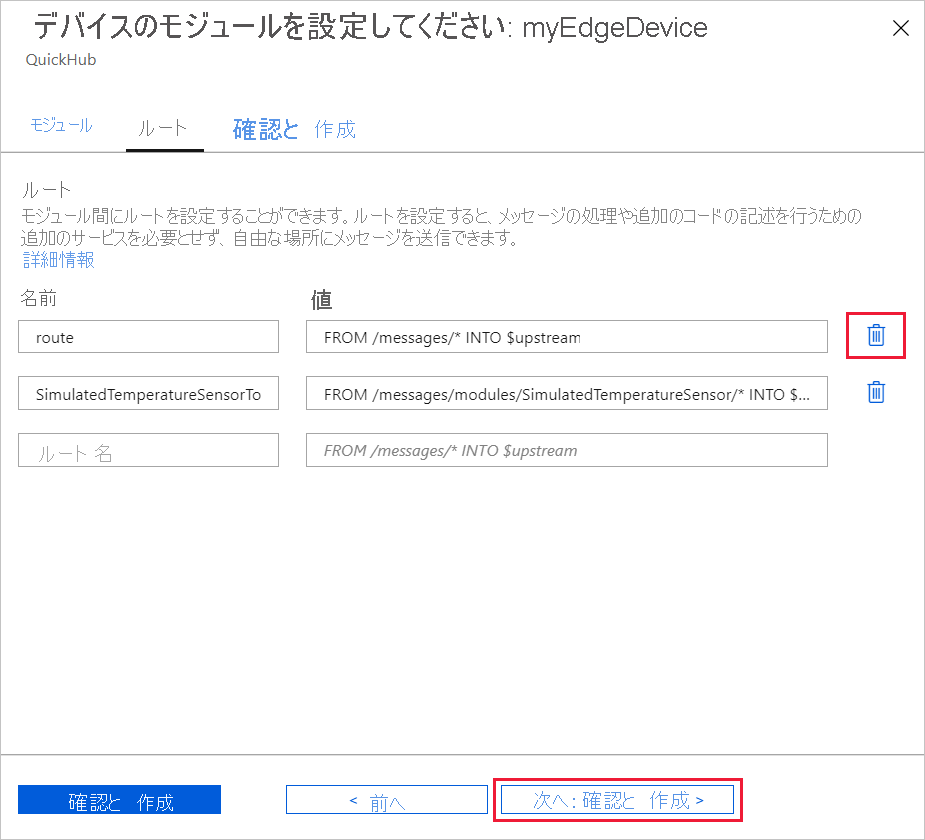 デバイスのモジュールを設定してください: myEdgeDevice
QuickHub
モジュール ルート 確認と 作成
ルート
モジュール間にルートを設定することができます。ルートを設定すると、メッセージの処理や追加のコードの記述を行うための
追加のサービスを必要とせず、自由な場所にメッセージを送信できます。
詳細情報
名前 値
route FROM /messages/* INTO $upstream
SimulatedTemperatureSensorTo FROM /messages/modules/SimulatedTemperatureSensor/* INTO $...
ルート 名 FROM /messages/* INTO $upstream
確認と 作成 < 前へ 次へ: 確認と 作成 >